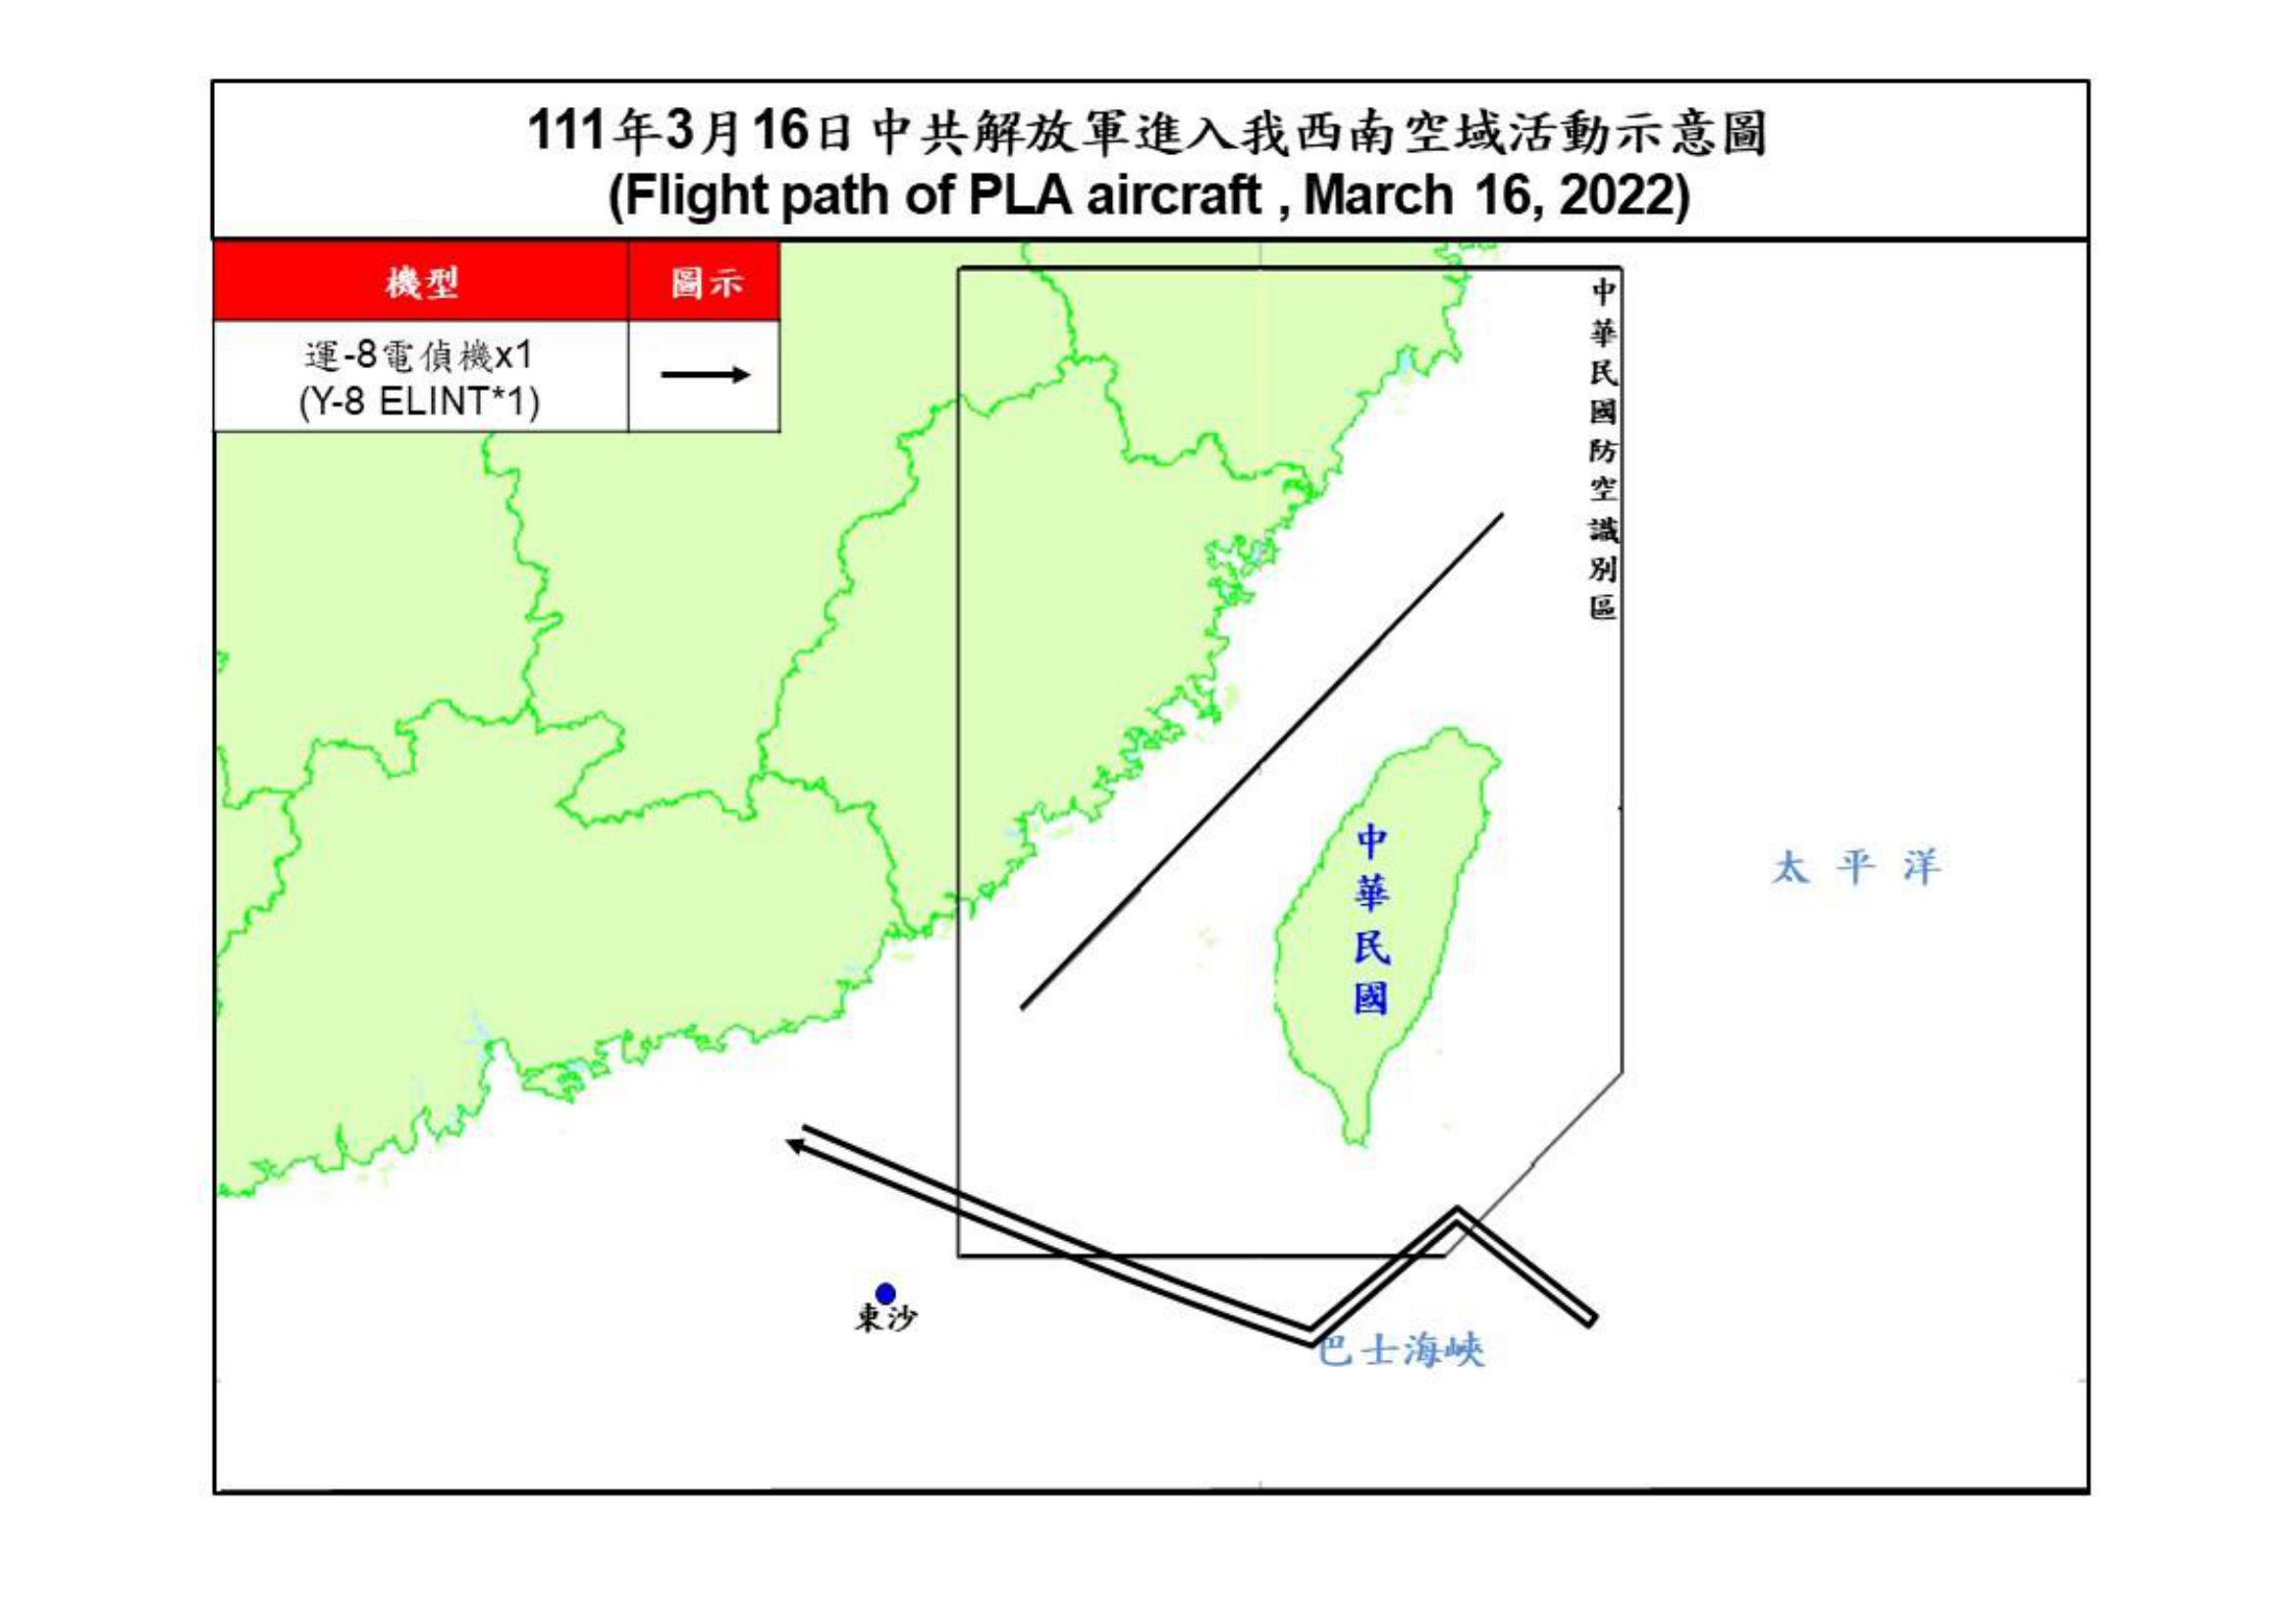 111年3月16日中共解放軍進入我西南空域活動示意圖
(Flight path of PLA aircraft , March 16, 2022)
機型
圖示
運-8電偵機x1
(Y-8 ELINT*1)
中華民國防空識別區
中華民國
太平洋
東沙
巴士海峽